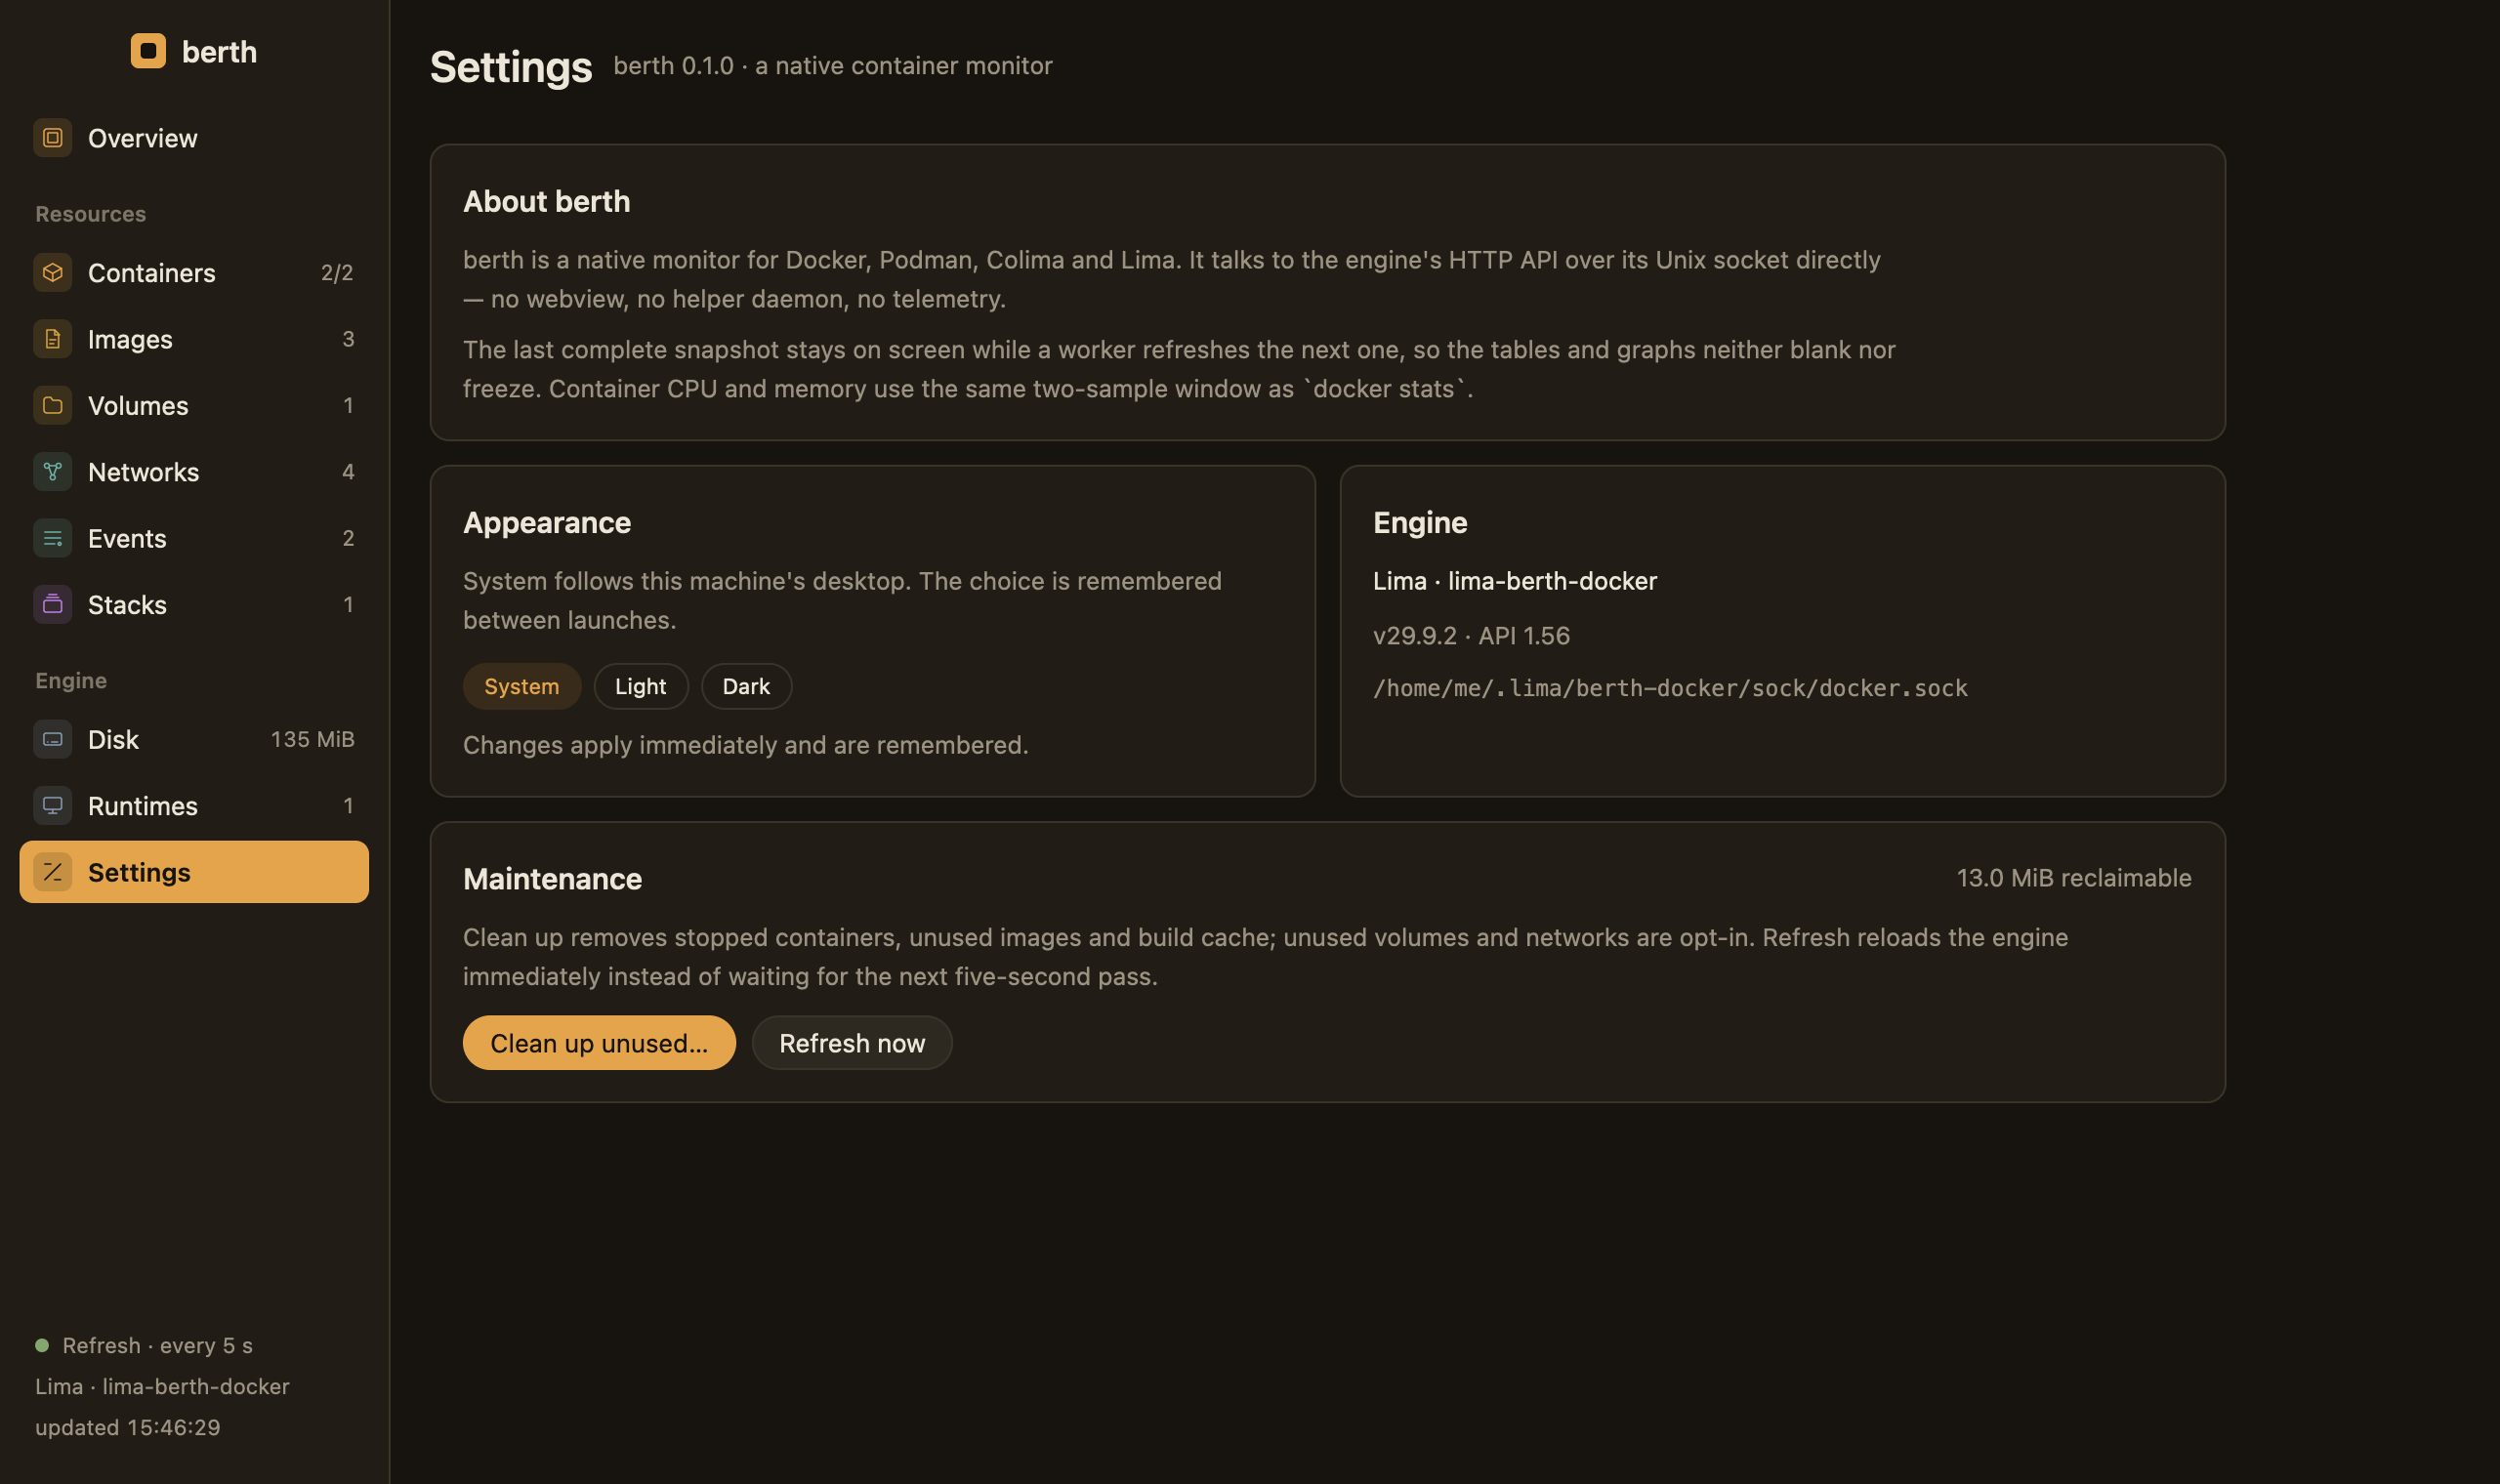 berth
Overview
Resources
Containers 2/2
Images 3
Volumes 1
Networks 4
Events 2
Stacks 1
Engine
Disk 135 MiB
Runtimes 1
Settings
Refresh · every 5 s
Lima · lima-berth-docker
updated 15:46:29
Settings berth 0.1.0 · a native container monitor
About berth
berth is a native monitor for Docker, Podman, Colima and Lima. It talks to the engine's HTTP API over its Unix socket directly
— no webview, no helper daemon, no telemetry.
The last complete snapshot stays on screen while a worker refreshes the next one, so the tables and graphs neither blank nor
freeze. Container CPU and memory use the same two-sample window as `docker stats`.
Appearance
System follows this machine's desktop. The choice is remembered
between launches.
System Light Dark
Changes apply immediately and are remembered.
Engine
Lima · lima-berth-docker
v29.9.2 · API 1.56
/home/me/.lima/berth-docker/sock/docker.sock
Maintenance 13.0 MiB reclaimable
Clean up removes stopped containers, unused images and build cache; unused volumes and networks are opt-in. Refresh reloads the engine
immediately instead of waiting for the next five-second pass.
Clean up unused... Refresh now